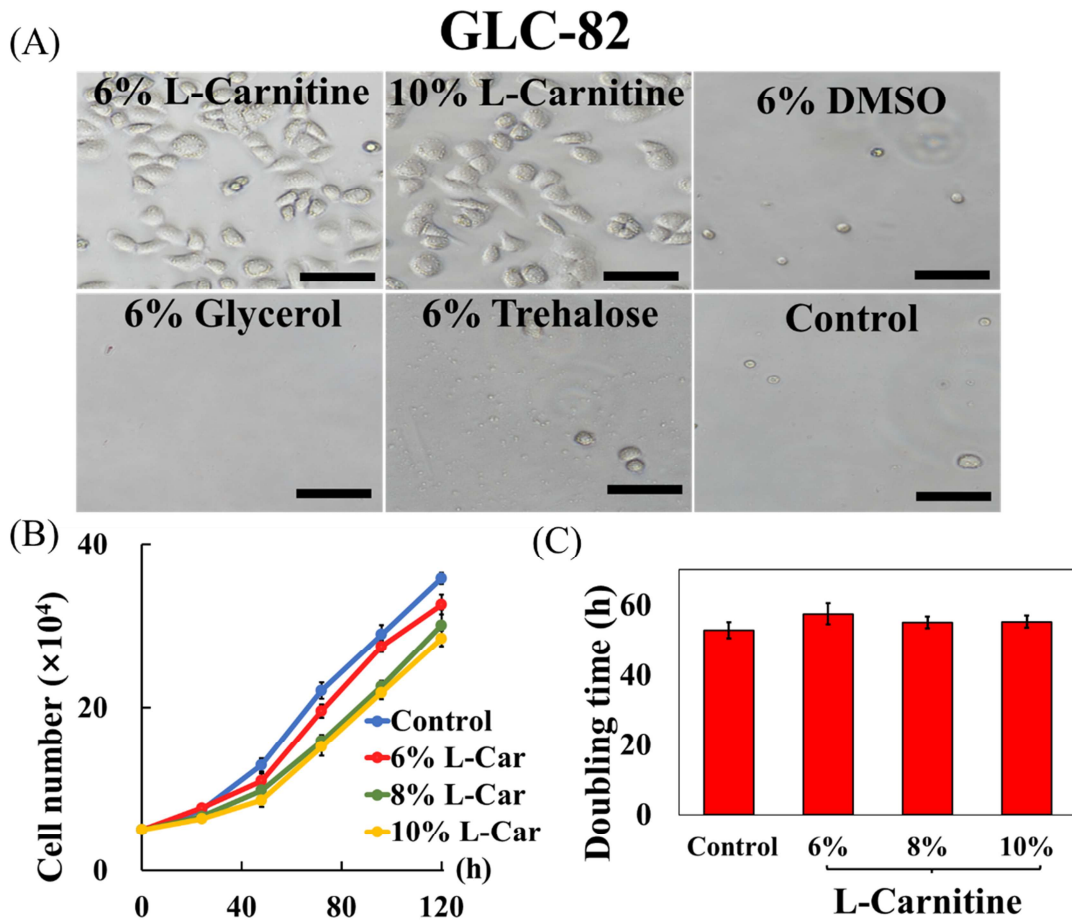 (A)
GLC-82
6% L-Carnitine
10% L-Carnitine
6% DMSO
6% Glycerol
6% Trehalose
Control
(B)
Cell number (×10⁴)
40
20
0
0
40
80
120
(h)
Control
6% L-Car
8% L-Car
10% L-Car
(C)
Doubling time (h)
60
40
20
0
Control
6%
8%
10%
L-Carnitine